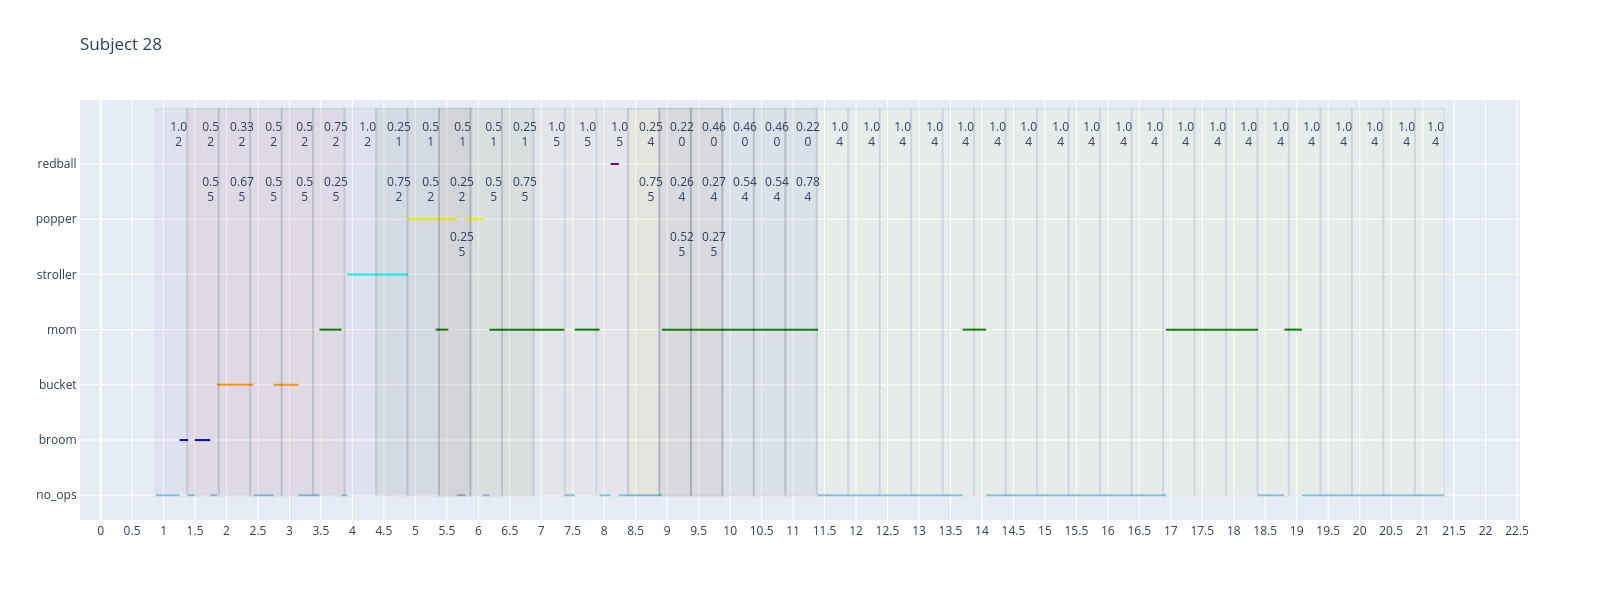 Subject 28
1.0 0.5 0.33 0.5 0.5 0.75 1.0 0.25 0.5 0.5 0.5 0.25 1.0 1.0 1.0 0.25 0.22 0.46 0.46 0.46 0.22 1.0 1.0 1.0 1.0 1.0 1.0 1.0 1.0 1.0 1.0 1.0 1.0 1.0 1.0 1.0 1.0 1.0 1.0 1.0 1.0
2 2 2 2 2 2 2 1 1 1 1 1 5 5 5 4 0 0 0 0 0 4 4 4 4 4 4 4 4 4 4 4 4 4 4 4 4 4 4 4 4
redball
0.5 0.67 0.5 0.5 0.25 0.75 0.5 0.25 0.5 0.75 0.75 0.26 0.27 0.54 0.54 0.78
5 5 5 5 5 2 2 2 5 5 5 4 4 4 4 4
popper
0.25 0.52 0.27
5 5 5
stroller
mom
bucket
broom
no_ops
0 0.5 1 1.5 2 2.5 3 3.5 4 4.5 5 5.5 6 6.5 7 7.5 8 8.5 9 9.5 10 10.5 11 11.5 12 12.5 13 13.5 14 14.5 15 15.5 16 16.5 17 17.5 18 18.5 19 19.5 20 20.5 21 21.5 22 22.5